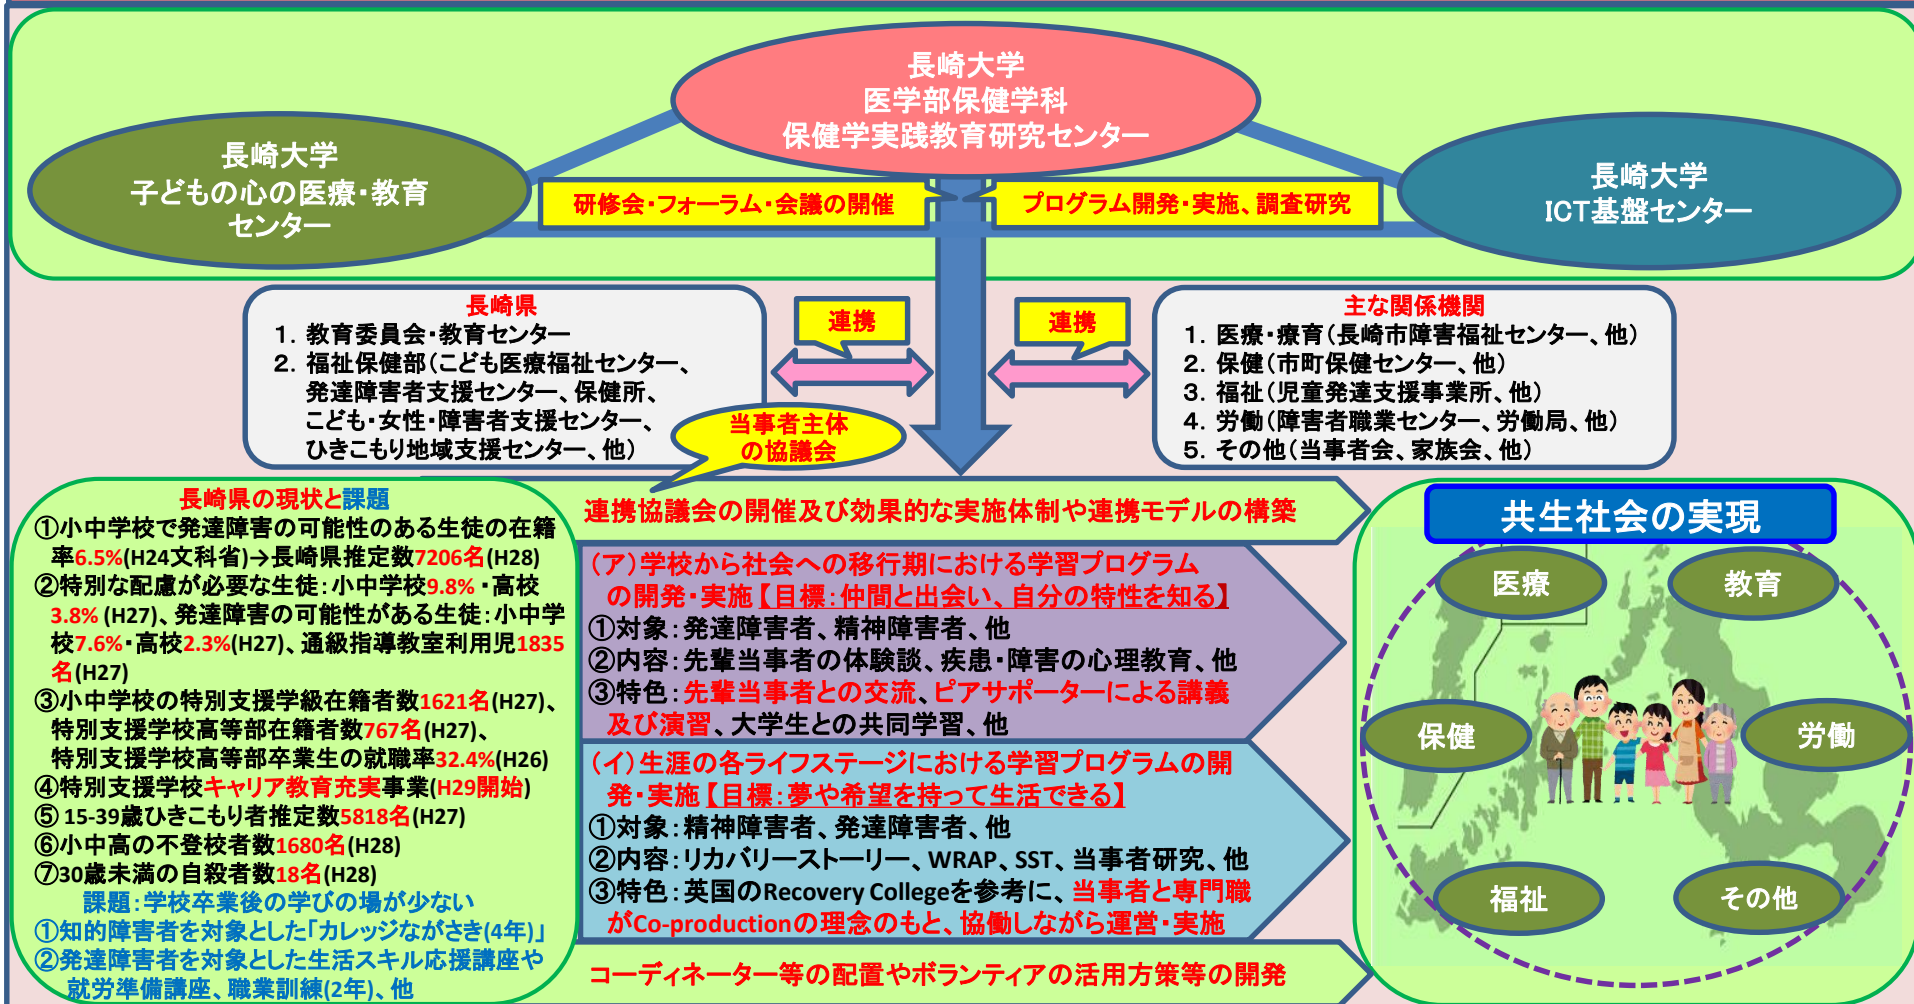 長崎大学
医学部保健学科
保健学実践教育研究センター
長崎大学
子どもの心の医療・教育
センター
長崎大学
ICT基盤センター
研修会・フォーラム・会議の開催
プログラム開発・実施、調査研究
長崎県
1. 教育委員会・教育センター
2. 福祉保健部(こども医療福祉センター、
発達障害者支援センター、保健所、
こども・女性・障害者支援センター、
ひきこもり地域支援センター、他)
連携
連携
主な関係機関
1. 医療・療育(長崎市障害福祉センター、他)
2. 保健(市町保健センター、他)
3. 福祉(児童発達支援事業所、他)
4. 労働(障害者職業センター、労働局、他)
5. その他(当事者会、家族会、他)
当事者主体
の協議会
長崎県の現状と課題
①小中学校で発達障害の可能性のある生徒の在籍
率6.5%(H24文科省)→長崎県推定数7206名(H28)
②特別な配慮が必要な生徒：小中学校9.8%・高校
3.8% (H27)、発達障害の可能性がある生徒：小中学
校7.6%・高校2.3%(H27)、通級指導教室利用児1835
名(H27)
③小中学校の特別支援学級在籍者数1621名(H27)、
特別支援学校高等部在籍者数767名(H27)、
特別支援学校高等部卒業生の就職率32.4%(H26)
④特別支援学校キャリア教育充実事業(H29開始)
⑤15-39歳ひきこもり者推定数5818名(H27)
⑥小中高の不登校者数1680名(H28)
⑦30歳未満の自殺者数18名(H28)
課題：学校卒業後の学びの場が少ない
①知的障害者を対象とした「カレッジながさき(4年)」
②発達障害者を対象とした生活スキル応援講座や
就労準備講座、職業訓練(2年)、他
連携協議会の開催及び効果的な実施体制や連携モデルの構築
(ア)学校から社会への移行期における学習プログラム
の開発・実施【目標：仲間と出会い、自分の特性を知る】
①対象：発達障害者、精神障害者、他
②内容：先輩当事者の体験談、疾患・障害の心理教育、他
③特色：先輩当事者との交流、ピアサポーターによる講義
及び演習、大学生との共同学習、他
(イ)生涯の各ライフステージにおける学習プログラムの開
発・実施【目標：夢や希望を持って生活できる】
①対象：精神障害者、発達障害者、他
②内容：リカバリーストーリー、WRAP、SST、当事者研究、他
③特色：英国のRecovery Collegeを参考に、当事者と専門職
がCo-productionの理念のもと、協働しながら運営・実施
コーディネーター等の配置やボランティアの活用方策等の開発
共生社会の実現
医療
教育
保健
労働
福祉
その他